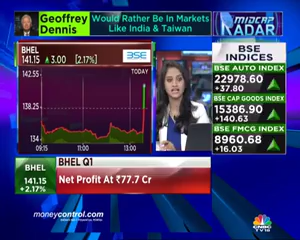 Geoffrey
Dennis
Would Rather Be In Markets
Like India & Taiwan
MIDCAP
RADAR
BHEL
141.15 ▲ 3.00 [2.17%]
BSE
142.55
TODAY
138.25
134
09:15
11:00
13:00
BSE INDICES
BSE AUTO INDEX
22978.60
+37.80
BSE CAP GOODS INDEX
15386.90
+140.63
BSE FMCG INDEX
8960.68
+16.03
BHEL
141.15
+2.17%
BHEL Q1
Net Profit At ₹77.7 Cr
moneycontrol.com
CNBC
TV18